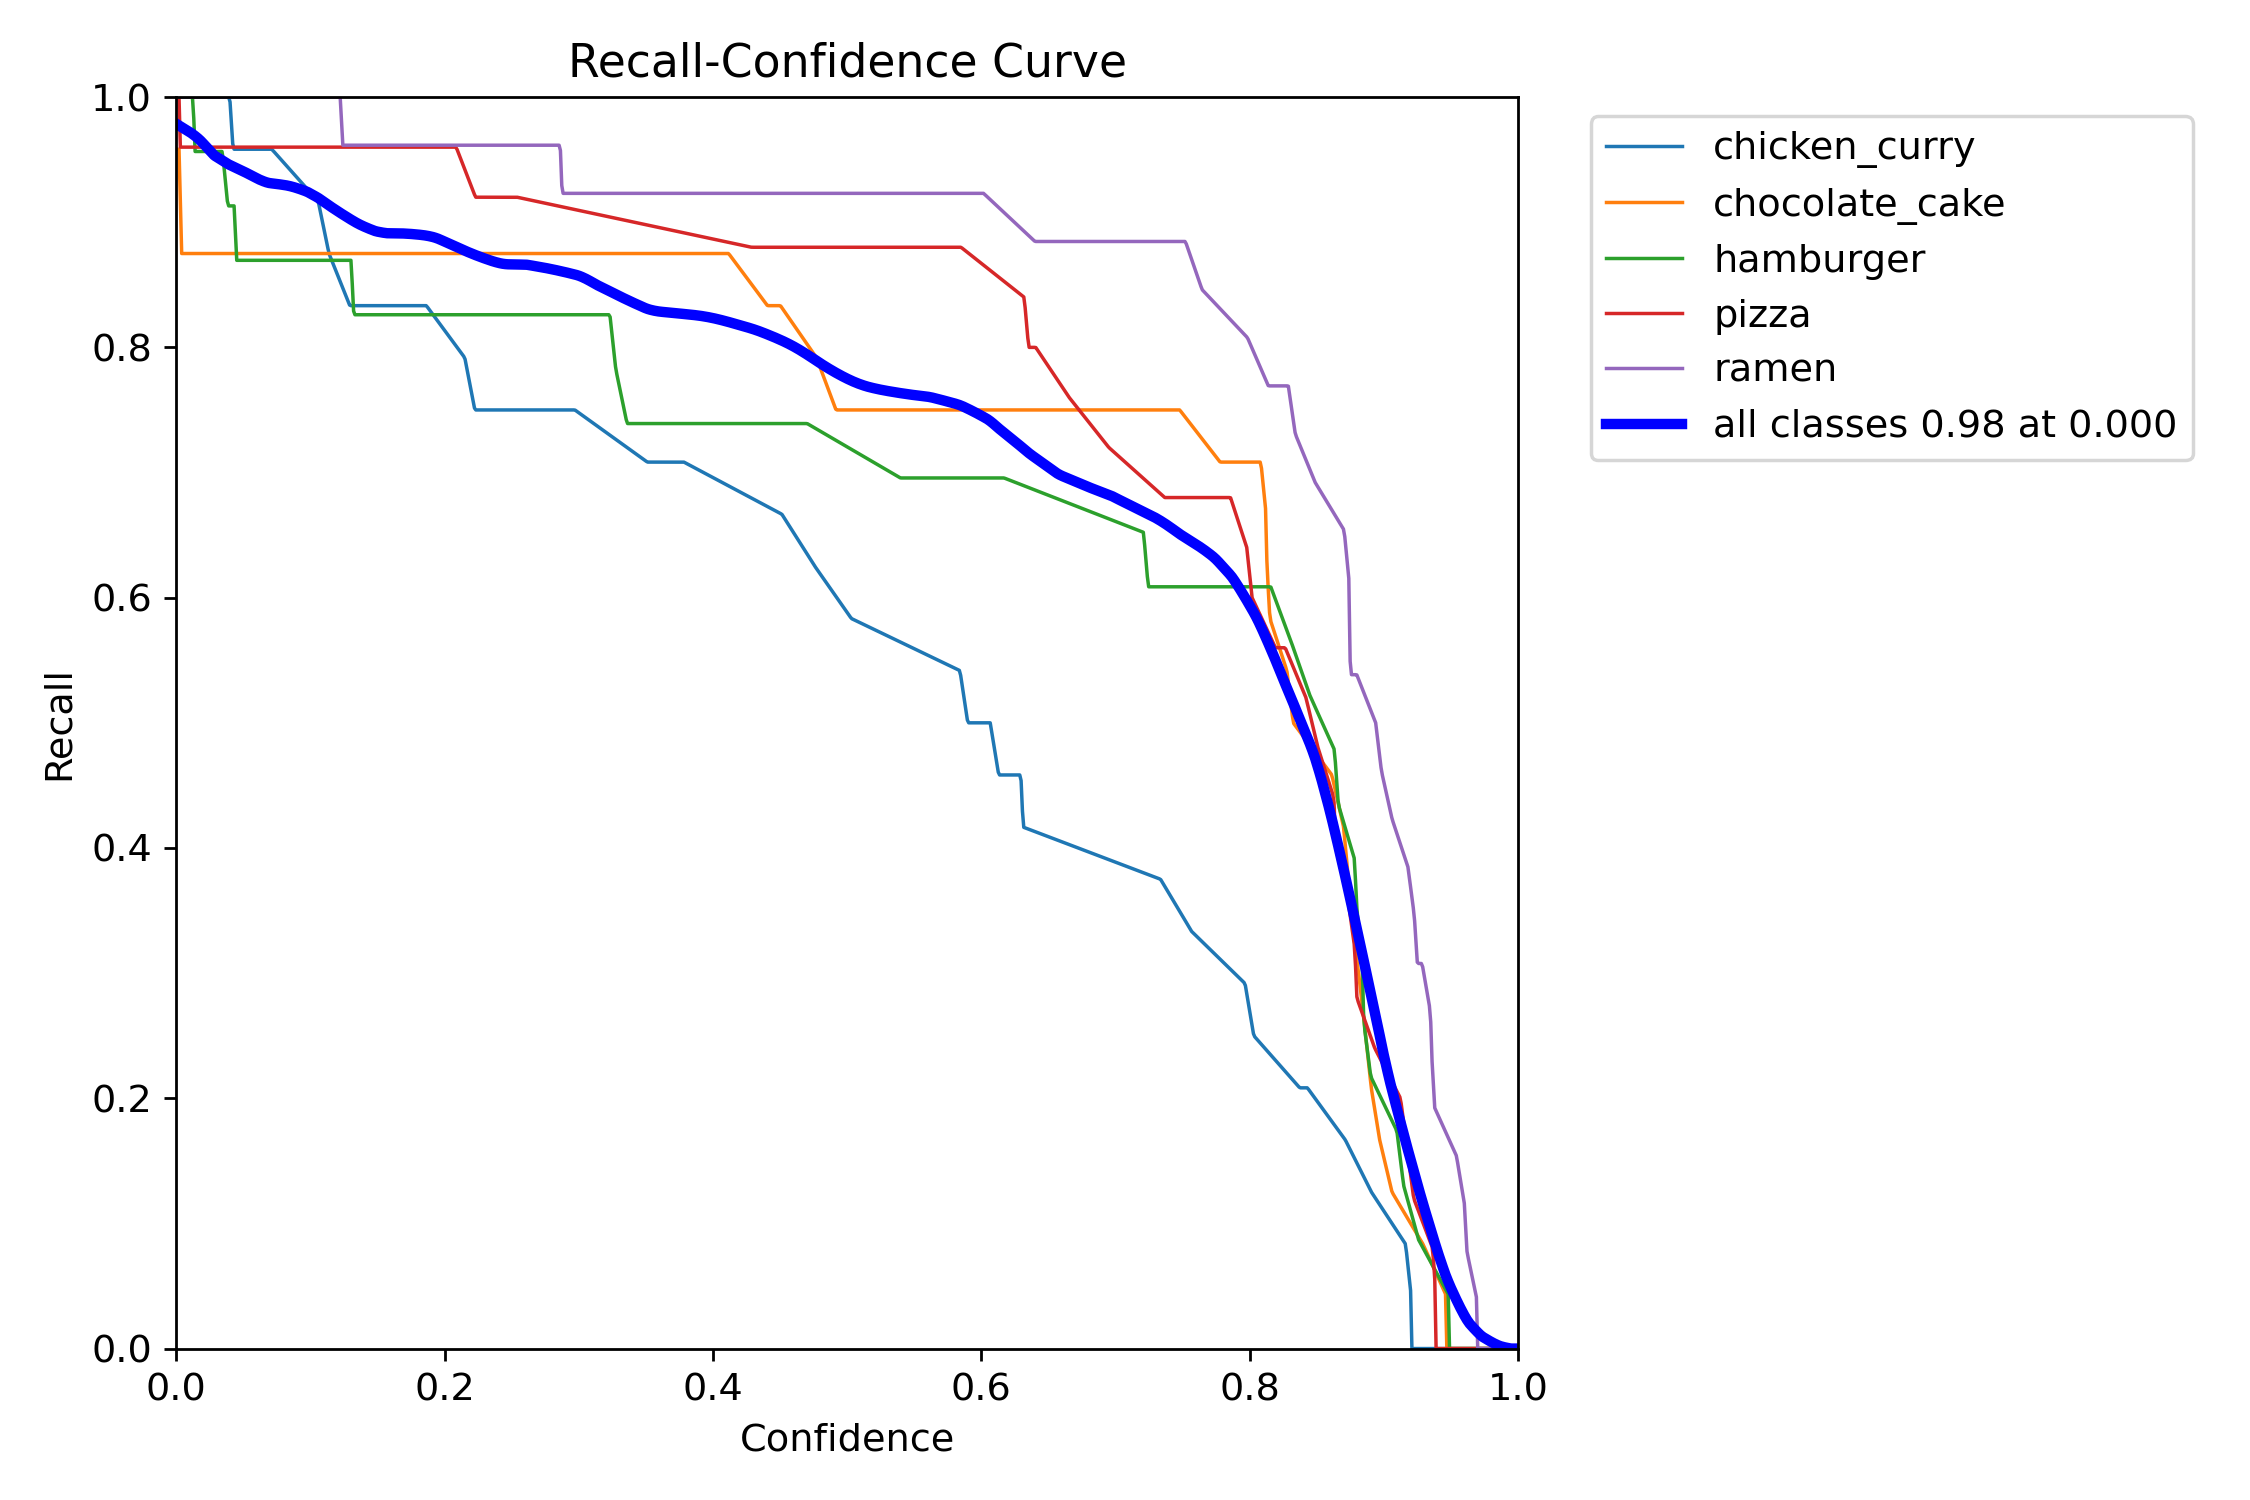 Recall-Confidence Curve
1.0
0.8
0.6
0.4
0.2
0.0
Recall
0.0 0.2 0.4 0.6 0.8 1.0
Confidence
chicken_curry
chocolate_cake
hamburger
pizza
ramen
all classes 0.98 at 0.000